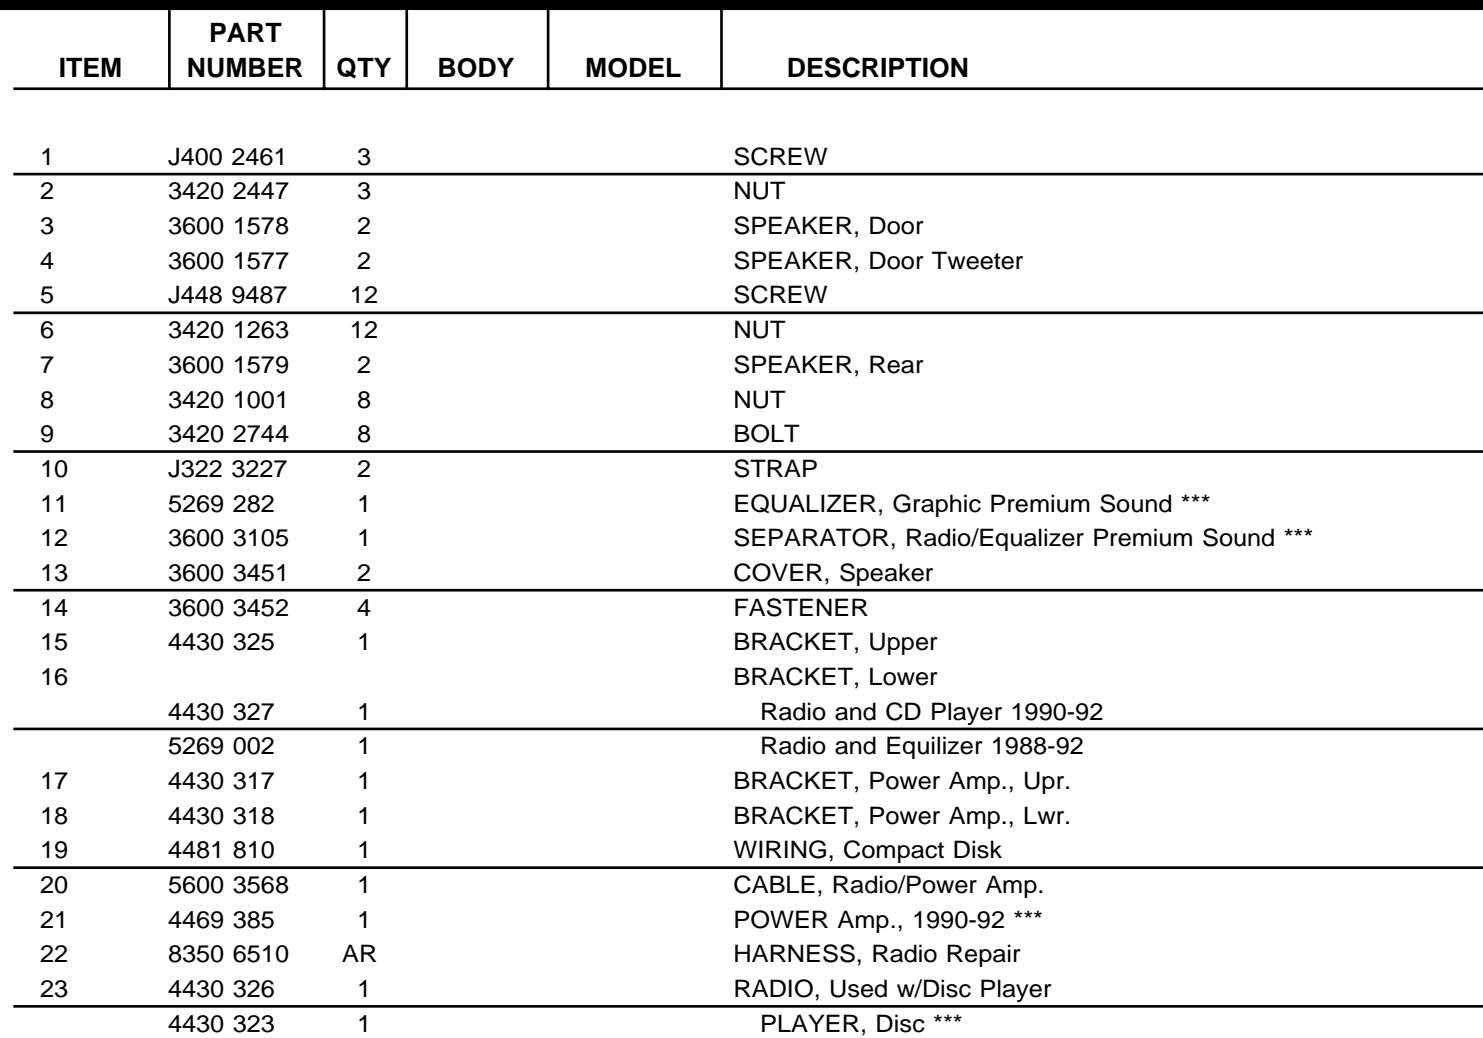 PART
ITEM NUMBER QTY BODY MODEL DESCRIPTION
1 J400 2461 3 SCREW
2 3420 2447 3 NUT
3 3600 1578 2 SPEAKER, Door
4 3600 1577 2 SPEAKER, Door Tweeter
5 J448 9487 12 SCREW
6 3420 1263 12 NUT
7 3600 1579 2 SPEAKER, Rear
8 3420 1001 8 NUT
9 3420 2744 8 BOLT
10 J322 3227 2 STRAP
11 5269 282 1 EQUALIZER, Graphic Premium Sound ***
12 3600 3105 1 SEPARATOR, Radio/Equalizer Premium Sound ***
13 3600 3451 2 COVER, Speaker
14 3600 3452 4 FASTENER
15 4430 325 1 BRACKET, Upper
16 BRACKET, Lower
4430 327 1 Radio and CD Player 1990-92
5269 002 1 Radio and Equilizer 1988-92
17 4430 317 1 BRACKET, Power Amp., Upr.
18 4430 318 1 BRACKET, Power Amp., Lwr.
19 4481 810 1 WIRING, Compact Disk
20 5600 3568 1 CABLE, Radio/Power Amp.
21 4469 385 1 POWER Amp., 1990-92 ***
22 8350 6510 AR HARNESS, Radio Repair
23 4430 326 1 RADIO, Used w/Disc Player
4430 323 1 PLAYER, Disc ***